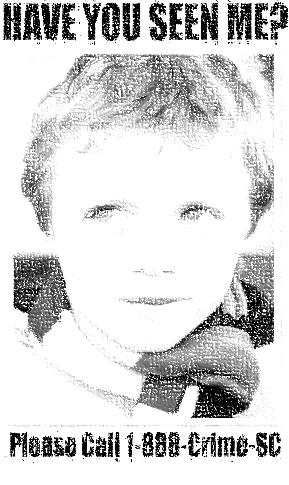 HAVE YOU SEEN ME?
Please Call 1-888-Crime-SC